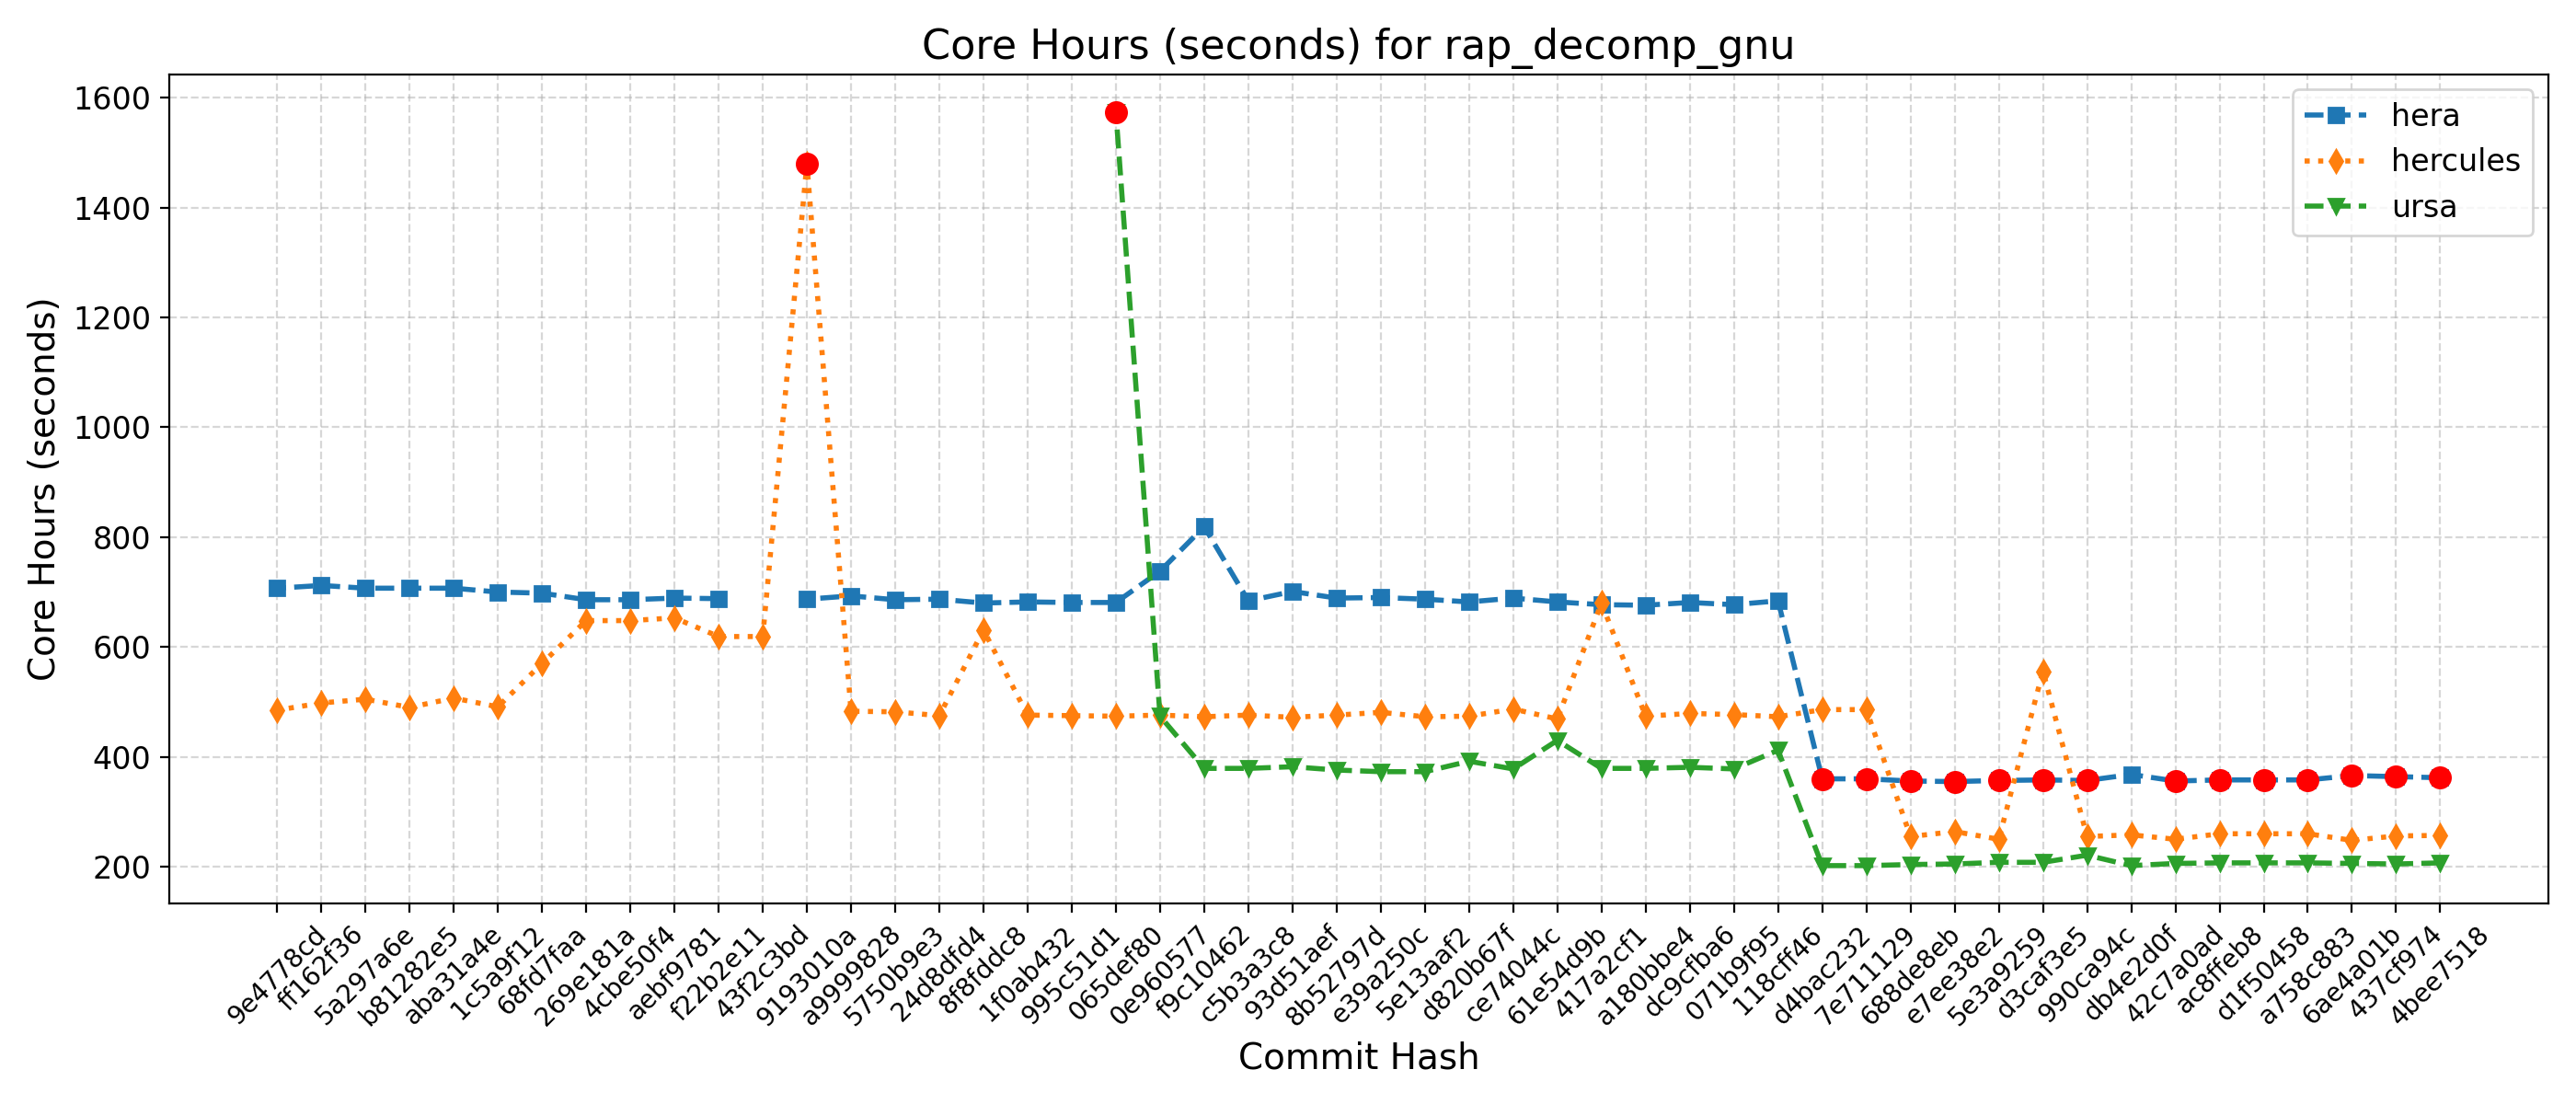 Core Hours (seconds) for rap_decomp_gnu
hera
hercules
ursa
Core Hours (seconds)
1600
1400
1200
1000
800
600
400
200
9e4778cd
ff162f36
5a297a6e
b81282e5
aba31a4e
1c5a9f12
68fd7faa
269e181a
4cbe50f4
aebf9781
f22b2e11
43f2c3bd
9193010a
a9999828
5750b9e3
24d8dfd4
8f8fddc8
1f0ab432
995c51d1
065def80
0e960577
f9c10462
c5b3a3c8
93d51aef
8b52797d
e39a250c
5e13aaf2
d820b67f
ce74044c
61e54d9b
417a2cf1
a180bbe4
dc9cfba6
071b9f95
118cff46
d4bac232
7e711129
688de8eb
e7ee38e2
5e3a9259
d3caf3e5
990ca94c
db4e2d0f
42c7a0ad
ac8ffeb8
d1f50458
a758c883
6ae4a01b
437cf974
4bee7518
Commit Hash